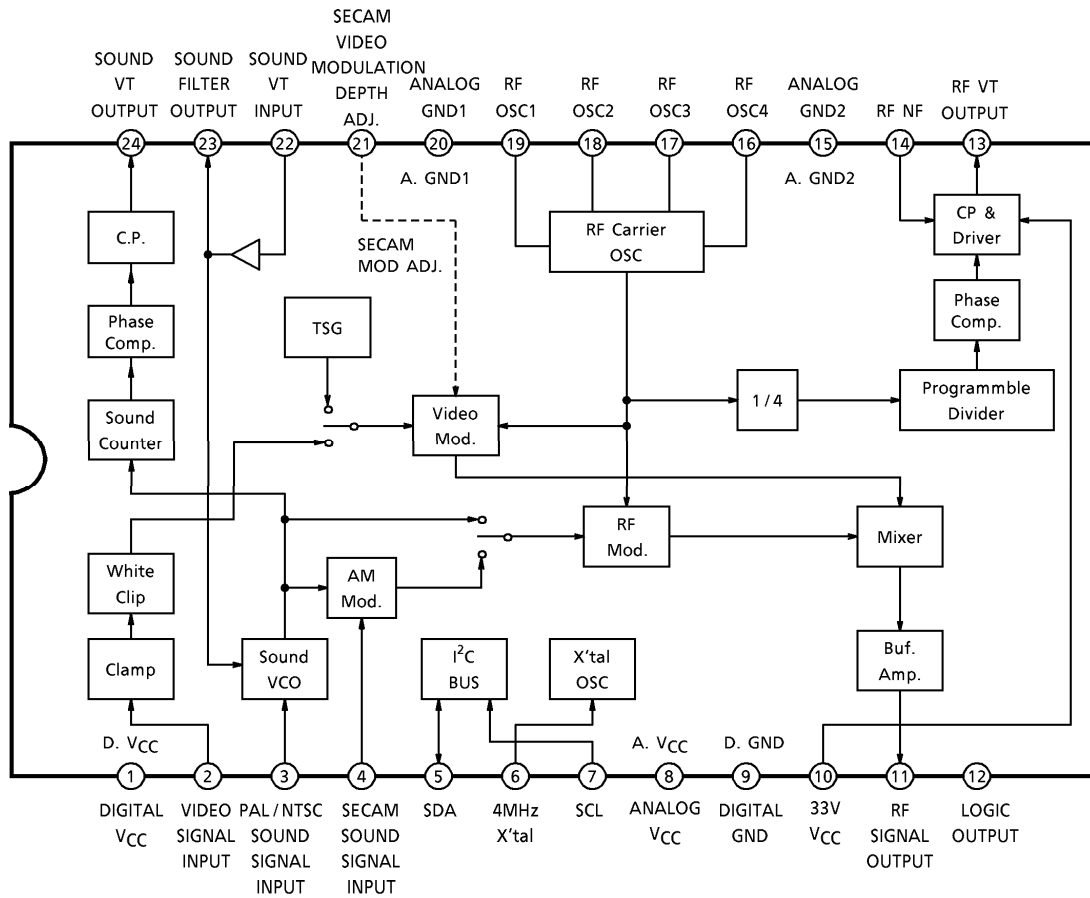 SOUND
VT
OUTPUT
SOUND
FILTER
OUTPUT
SOUND
VT
INPUT
SECAM
VIDEO
MODULATION
DEPTH
ADJ.
ANALOG
GND1
RF
OSC1
RF
OSC2
RF
OSC3
RF
OSC4
ANALOG
GND2
RF NF
RF VT
OUTPUT
24
23
22
21
20
19
18
17
16
15
14
13
A. GND1
A. GND2
C.P.
SECAM
MOD ADJ.
RF Carrier
OSC
CP &
Driver
Phase
Comp.
TSG
Phase
Comp.
Sound
Counter
Video
Mod.
1/4
Programmble
Divider
White
Clip
AM
Mod.
RF
Mod.
Mixer
Clamp
Sound
VCO
I²C
BUS
X'tal
OSC
Buf.
Amp.
D. VCC
A. VCC
D. GND
1
2
3
4
5
6
7
8
9
10
11
12
DIGITAL
VCC
VIDEO
SIGNAL
INPUT
PAL/NTSC
SOUND
SIGNAL
INPUT
SECAM
SOUND
SIGNAL
INPUT
SDA
4MHz
X'tal
SCL
ANALOG
VCC
DIGITAL
GND
33V
VCC
RF
SIGNAL
OUTPUT
LOGIC
OUTPUT